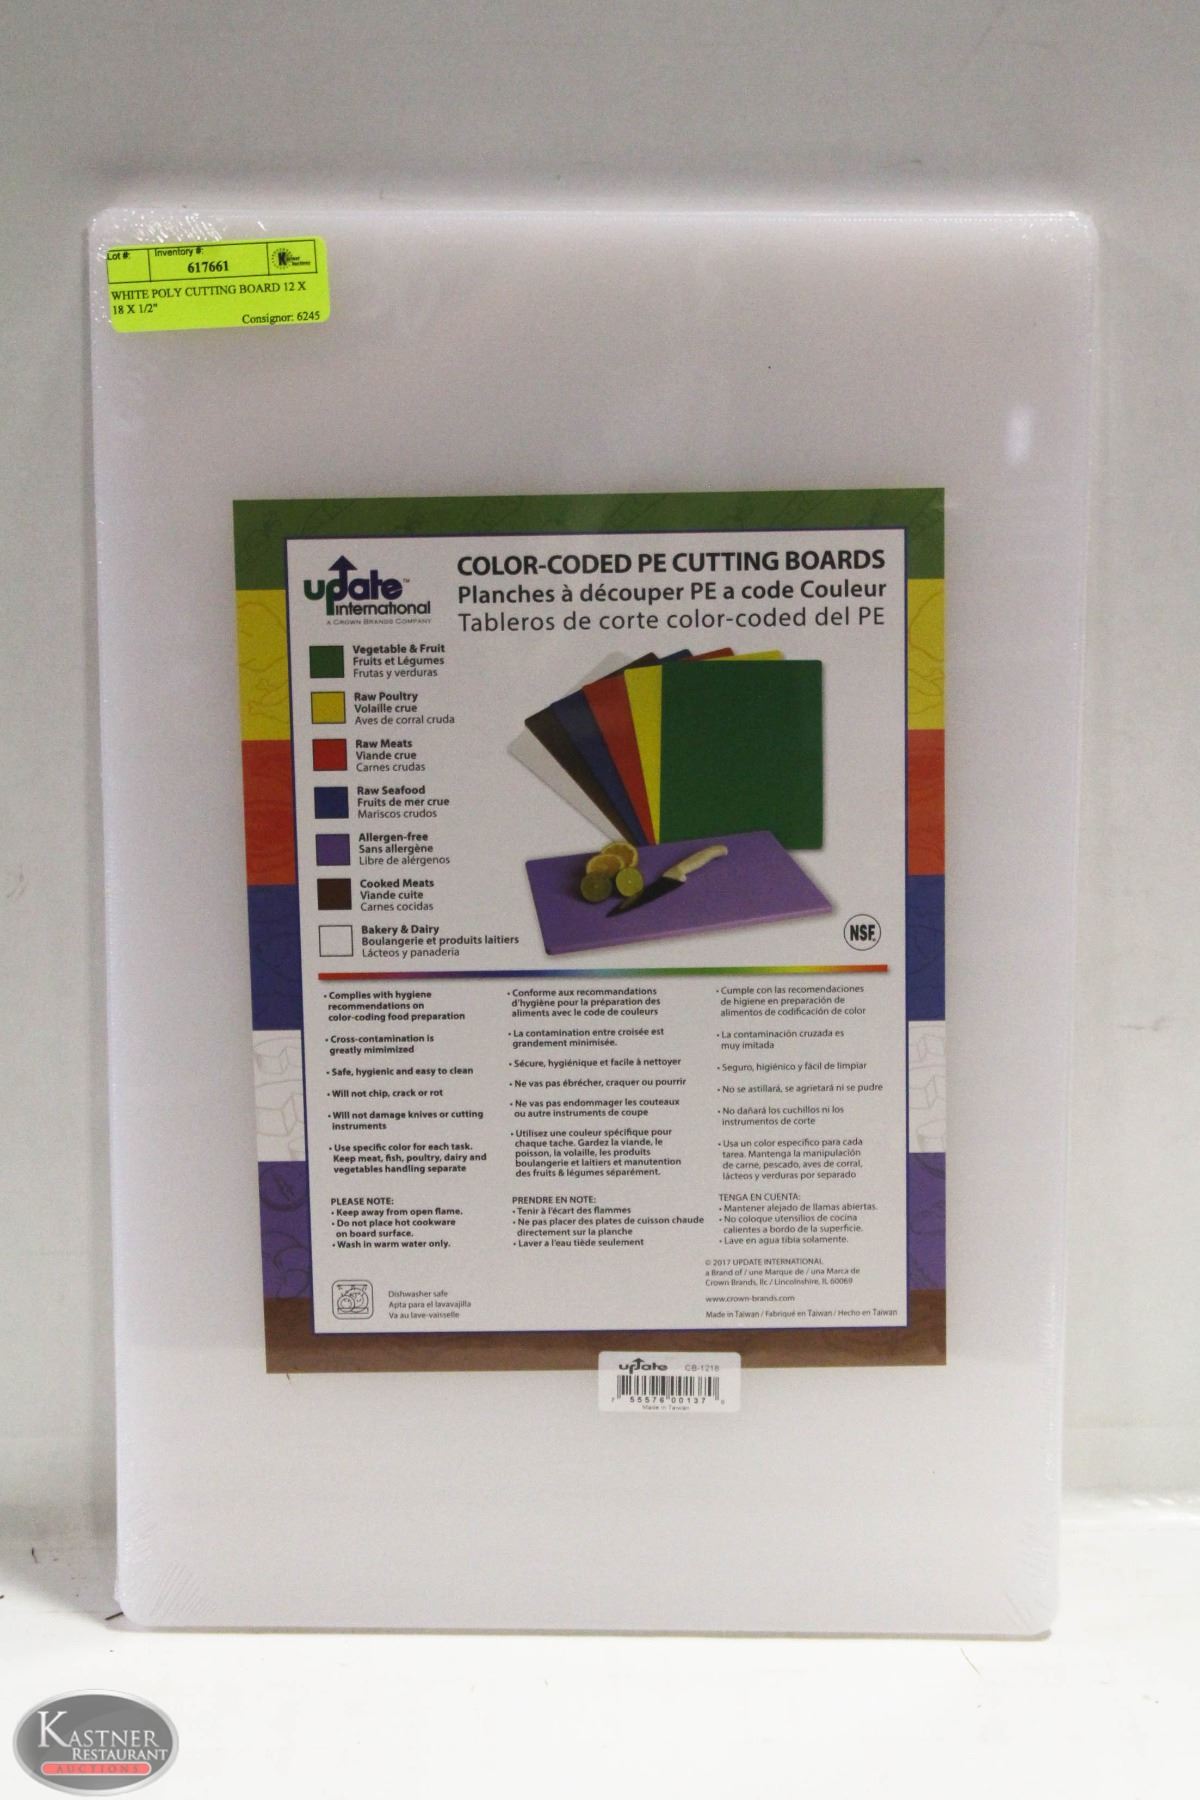 Lot #:
Inventory #:
617661
WHITE POLY CUTTING BOARD 12 X
18 X 1/2"
Consignor: 6245
update™
international
A CROWN BRANDS COMPANY
COLOR-CODED PE CUTTING BOARDS
Planches à découper PE a code Couleur
Tableros de corte color-coded del PE
Vegetable & Fruit
Fruits et Légumes
Frutas y verduras
Raw Poultry
Volaille crue
Aves de corral cruda
Raw Meats
Viande crue
Carnes crudas
Raw Seafood
Fruits de mer crue
Mariscos crudos
Allergen-free
Sans allergène
Libre de alérgenos
Cooked Meats
Viande cuite
Carnes cocidas
Bakery & Dairy
Boulangerie et produits laitiers
Lácteos y panadería
NSF
• Complies with hygiene
recommendations on
color-coding food preparation
• Cross-contamination is
greatly mimimized
• Safe, hygienic and easy to clean
• Will not chip, crack or rot
• Will not damage knives or cutting
instruments
• Use specific color for each task.
Keep meat, fish, poultry, dairy and
vegetables handling separate
PLEASE NOTE:
• Keep away from open flame.
• Do not place hot cookware
on board surface.
• Wash in warm water only.
• Conforme aux recommandations
d'hygiène pour la préparation des
aliments avec le code de couleurs
• La contamination entre croisée est
grandement minimisée.
• Sécure, hygiénique et facile à nettoyer
• Ne vas pas ébrécher, craquer ou pourrir
• Ne vas pas endommager les couteaux
ou autre instruments de coupe
• Utilisez une couleur spécifique pour
chaque tache. Gardez la viande, le
poisson, la volaille, les produits
boulangerie et laitiers et manutention
des fruits & légumes séparément.
PRENDRE EN NOTE:
• Tenir à l'écart des flammes
• Ne pas placer des plates de cuisson chaude
directement sur la planche
• Laver a l'eau tiède seulement
• Cumple con las recomendaciones
de higiene en preparación de
alimentos de codificación de color
• La contaminación cruzada es
muy imitada
• Seguro, higiénico y fácil de limpiar
• No se astillará, se agrietará ni se pudre
• No dañará los cuchillos ni los
instrumentos de corte
• Usa un color especifico para cada
tarea. Mantenga la manipulación
de carne, pescado, aves de corral,
lácteos y verduras por separado
TENGA EN CUENTA:
• Mantener alejado de llamas abiertas.
• No coloque utensilios de cocina
calientes a bordo de la superficie.
• Lave en agua tibia solamente.
Dishwasher safe
Apta para el lavavajilla
Va au lave-vaisselle
© 2017 UPDATE INTERNATIONAL
a Brand of / une Marque de / una Marca de
Crown Brands, llc / Lincolnshire, IL 60069
www.crown-brands.com
Made in Taiwan / Fabriqué en Taiwan / Hecho en Taiwan
update CB-1218
7 55576 00137
Made in Taiwan
KASTNER
RESTAURANT
AUCTIONS